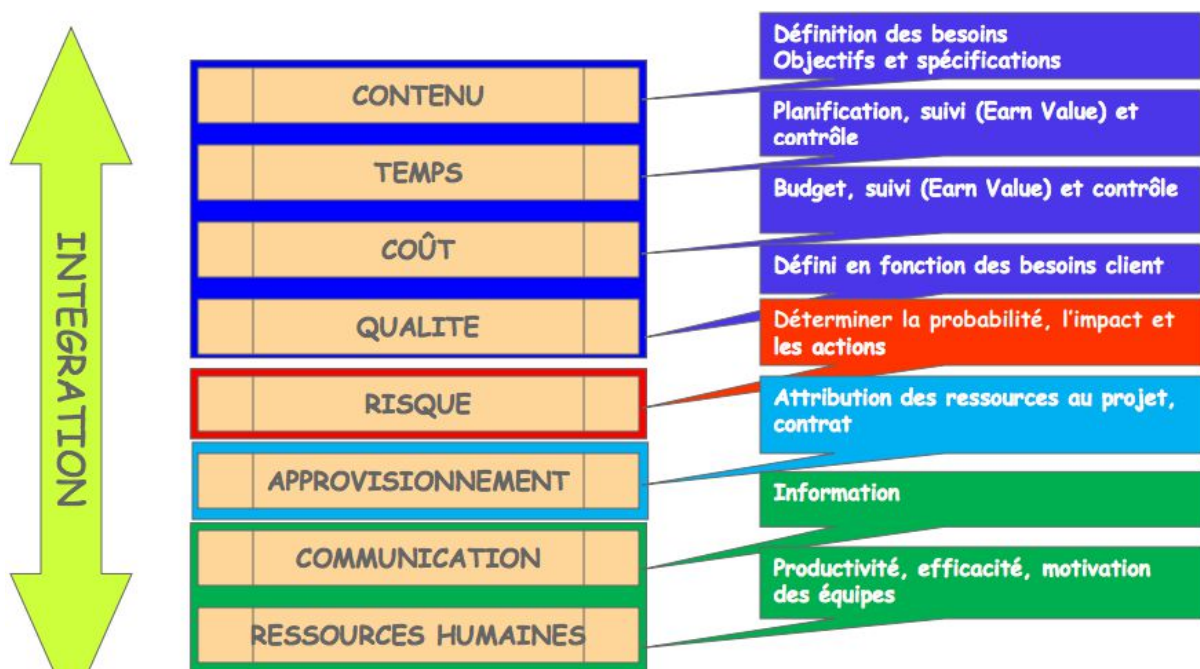 INTEGRATION
CONTENU
TEMPS
COÛT
QUALITE
RISQUE
APPROVISIONNEMENT
COMMUNICATION
RESSOURCES HUMAINES
Définition des besoins
Objectifs et spécifications
Planification, suivi (Earn Value) et
contrôle
Budget, suivi (Earn Value) et contrôle
Défini en fonction des besoins client
Déterminer la probabilité, l'impact et
les actions
Attribution des ressources au projet,
contrat
Information
Productivité, efficacité, motivation
des équipes